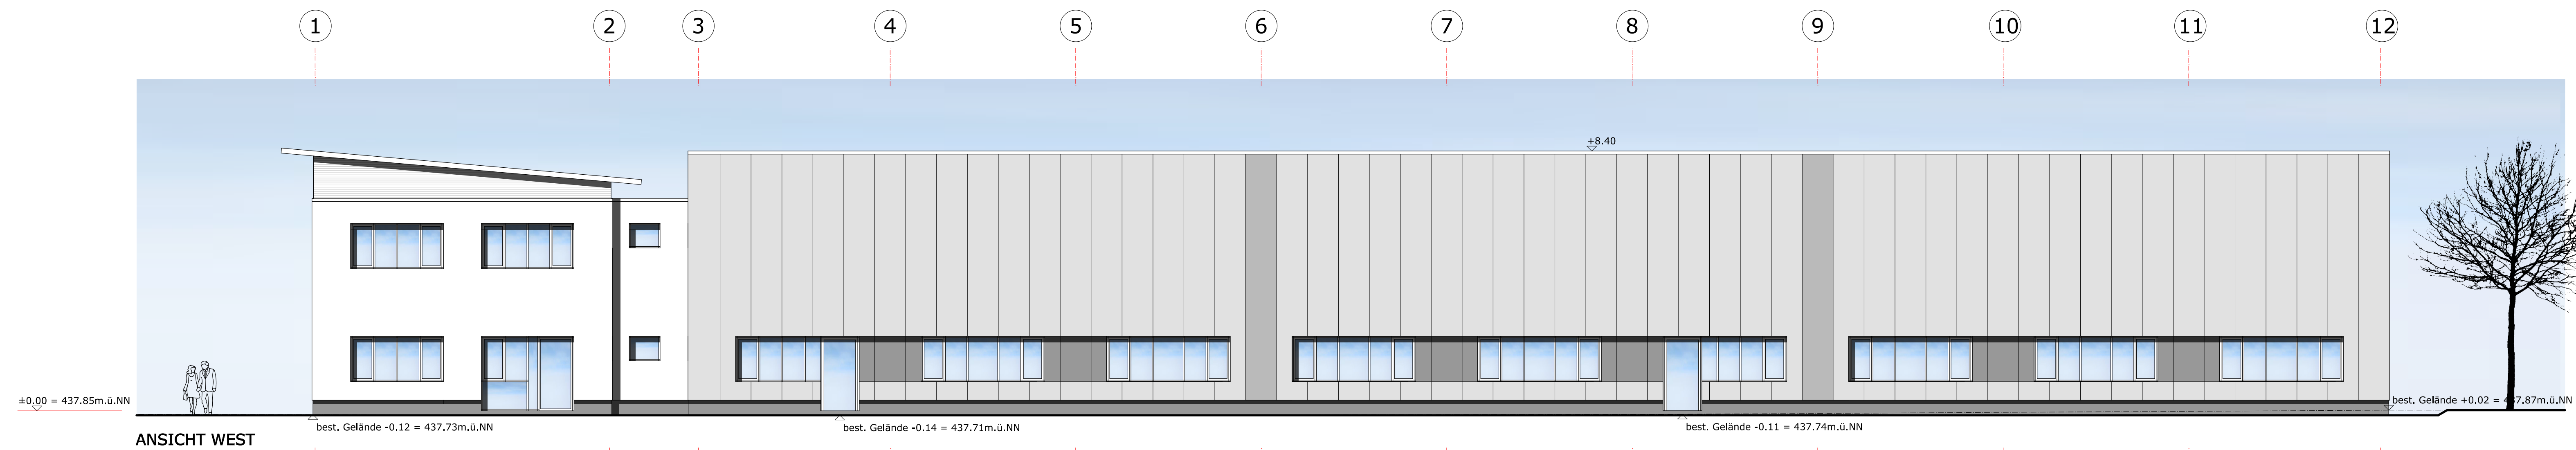 1 2 3 4 5 6 7 8 9 10 11 12
+8.40
±0.00 = 437.85m.ü.NN
best. Gelände +0.02 = 437.87m.ü.NN
best. Gelände -0.12 = 437.73m.ü.NN
best. Gelände -0.14 = 437.71m.ü.NN
best. Gelände -0.11 = 437.74m.ü.NN
ANSICHT WEST